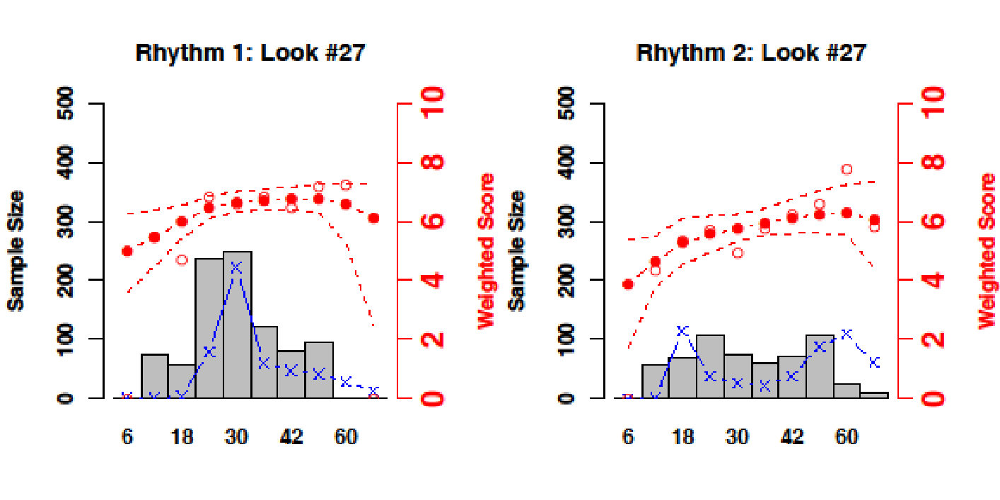 Rhythm 1: Look #27
Sample Size
0 100 200 300 400 500
6 18 30 42 60
0 2 4 6 8 10
Weighted Score
Rhythm 2: Look #27
Sample Size
0 100 200 300 400 500
6 18 30 42 60
0 2 4 6 8 10
Weighted Score